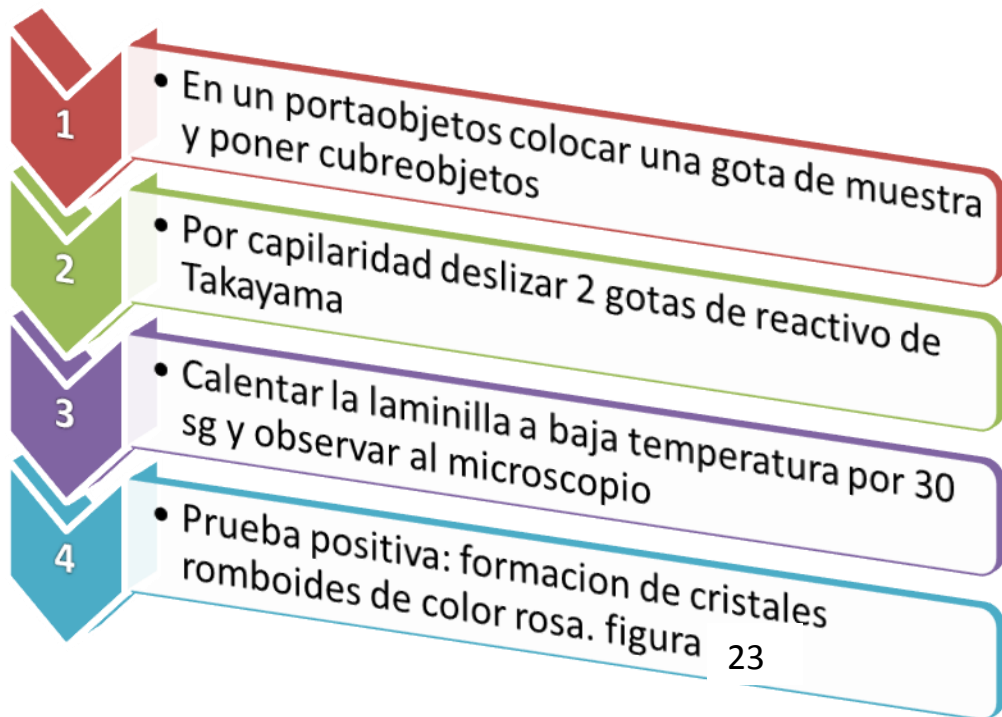 1
• En un portaobjetos colocar una gota de muestra
y poner cubreobjetos
2
• Por capilaridad deslizar 2 gotas de reactivo de
Takayama
3
• Calentar la laminilla a baja temperatura por 30
sg y observar al microscopio
4
• Prueba positiva: formacion de cristales
romboides de color rosa. figura 23